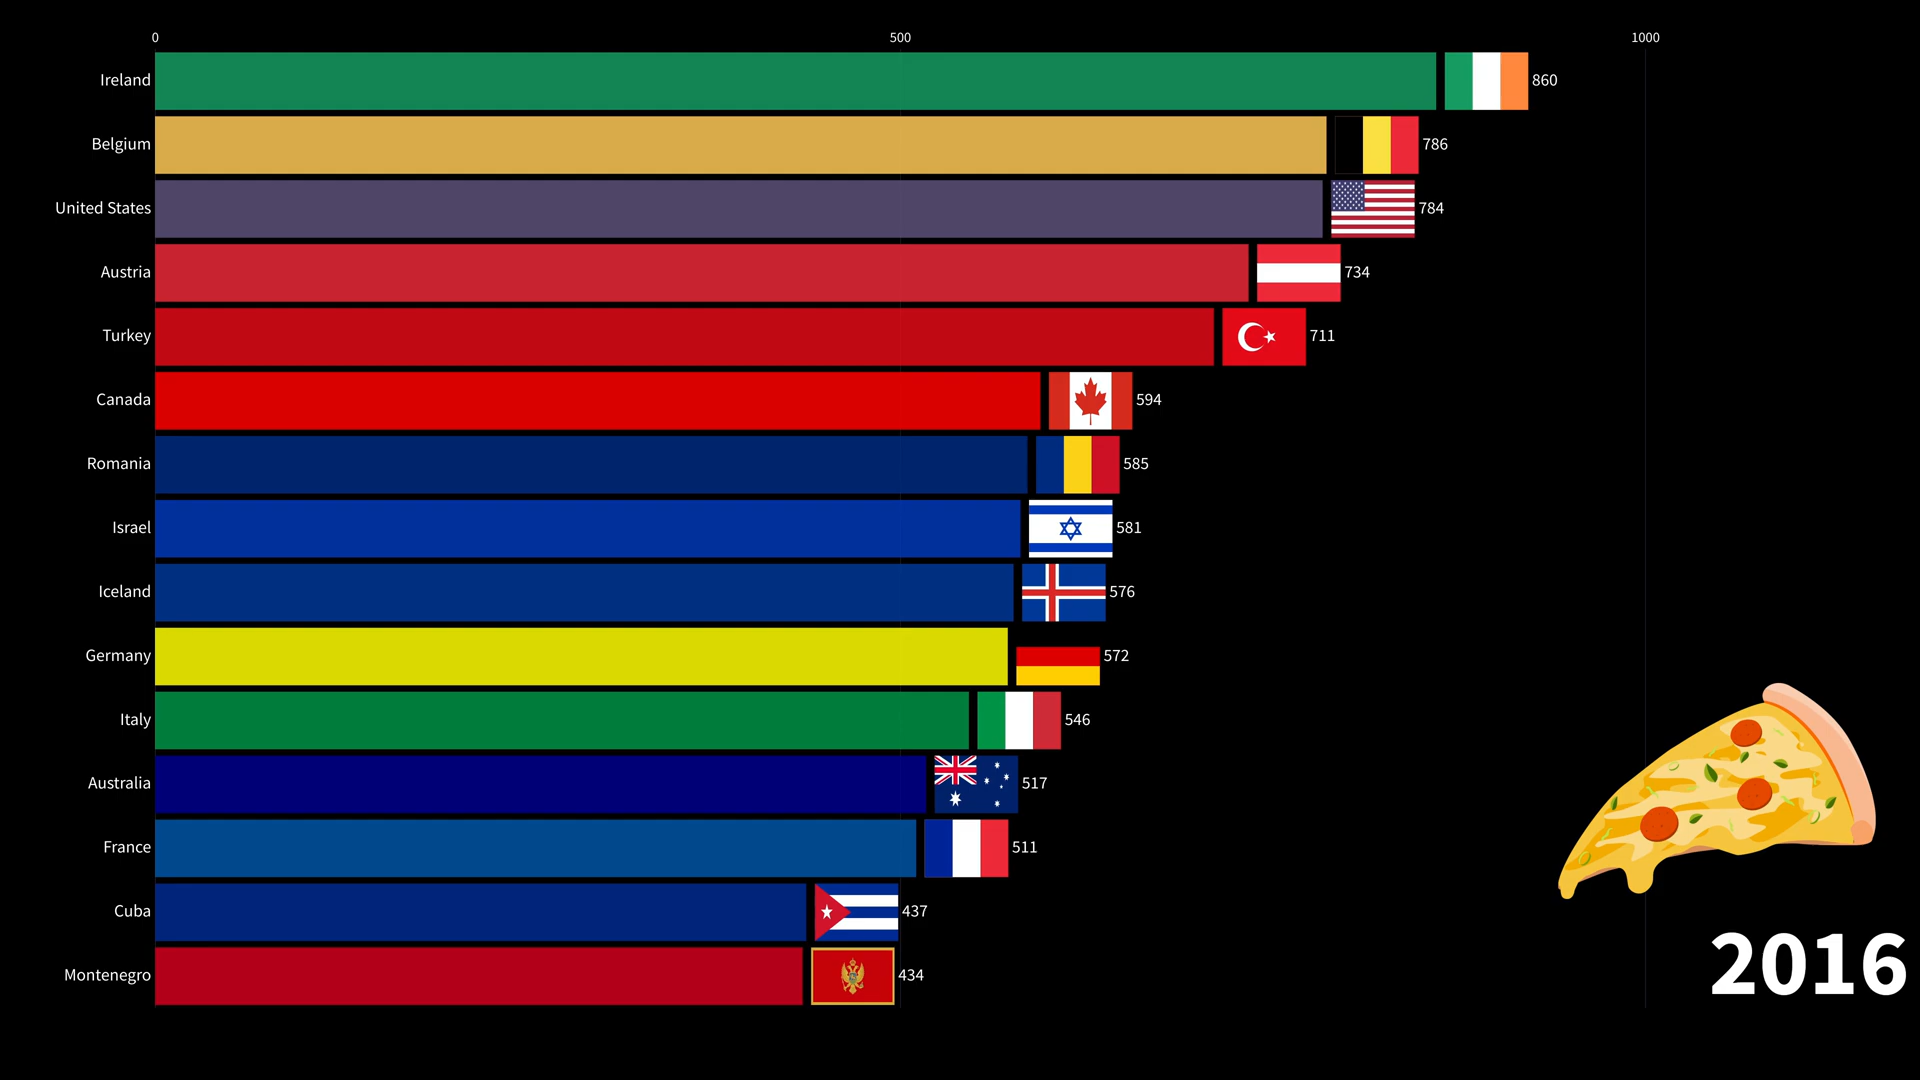 0 500 1000
Ireland 860
Belgium 786
United States 784
Austria 734
Turkey 711
Canada 594
Romania 585
Israel 581
Iceland 576
Germany 572
Italy 546
Australia 517
France 511
Cuba 437
Montenegro 434
2016